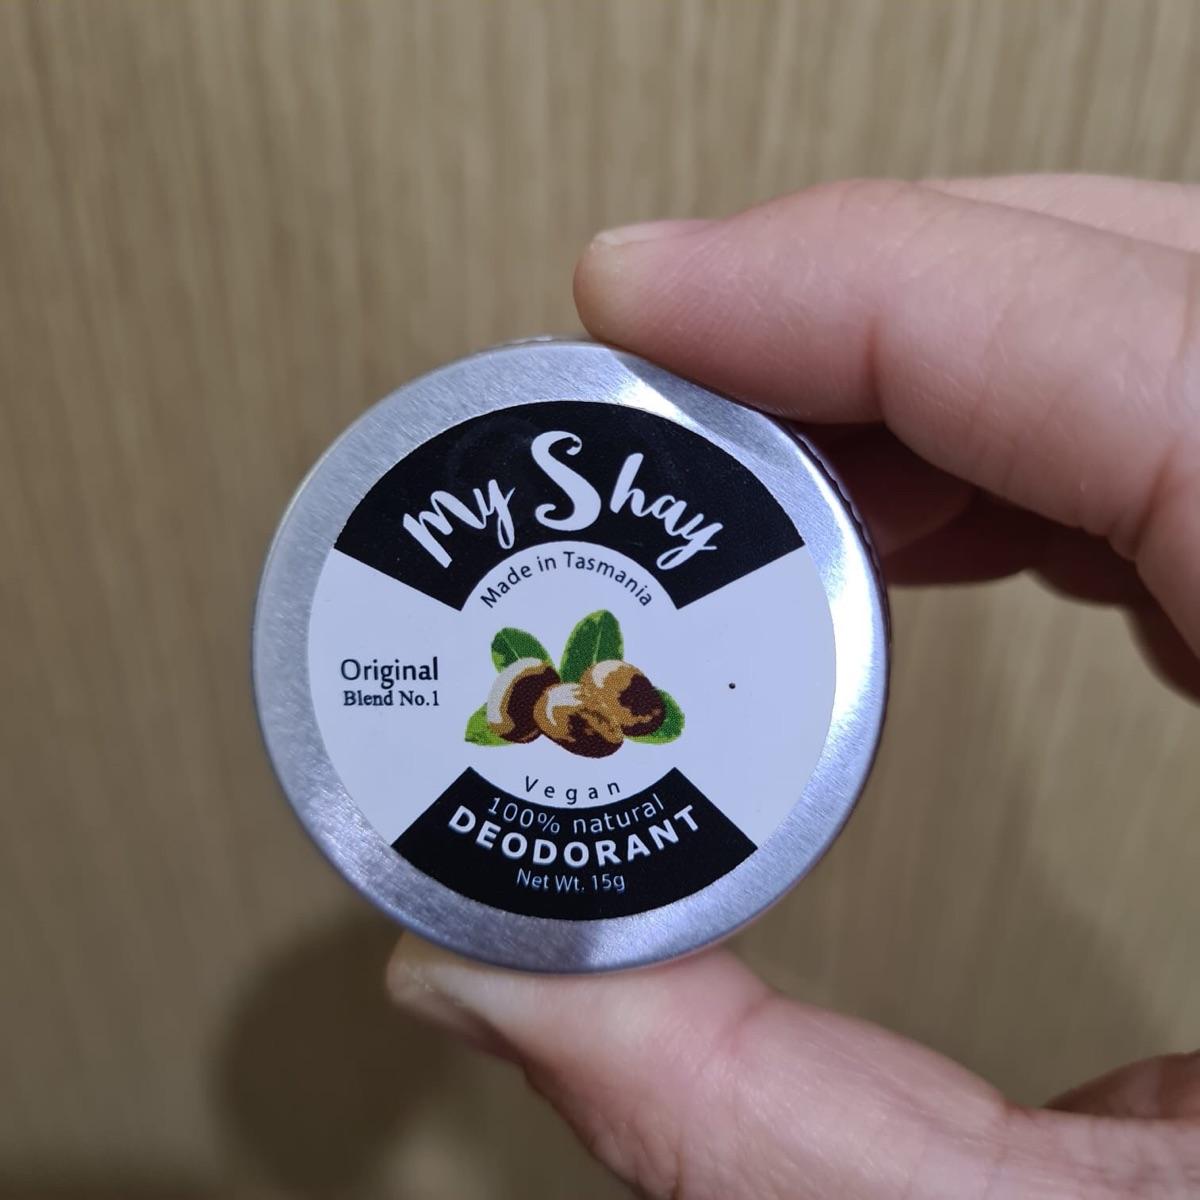 My Shay
Made in Tasmania
Original
Blend No.1
Vegan
100% natural
DEODORANT
Net Wt. 15g